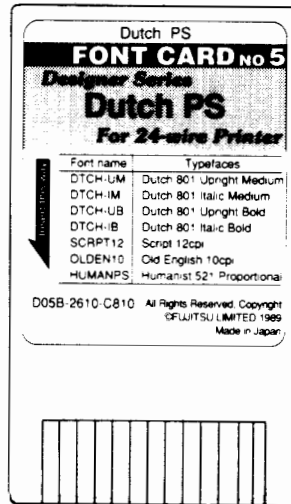 Dutch PS
FONT CARD NO 5
Designer Series
Dutch PS
For 24-wire Printer
Insert this way
Font name Typefaces
DTCH-UM Dutch 801 Upright Medium
DTCH-IM Dutch 801 Italic Medium
DTCH-UB Dutch 801 Upright Bold
DTCH-IB Dutch 801 Italic Bold
SCRPT12 Script 12cpi
OLDEN10 Old English 10cpi
HUMANPS Humanist 521 Proportional
D05B-2610-C810 All Rights Reserved, Copyright
©FUJITSU LIMITED 1989
Made in Japan